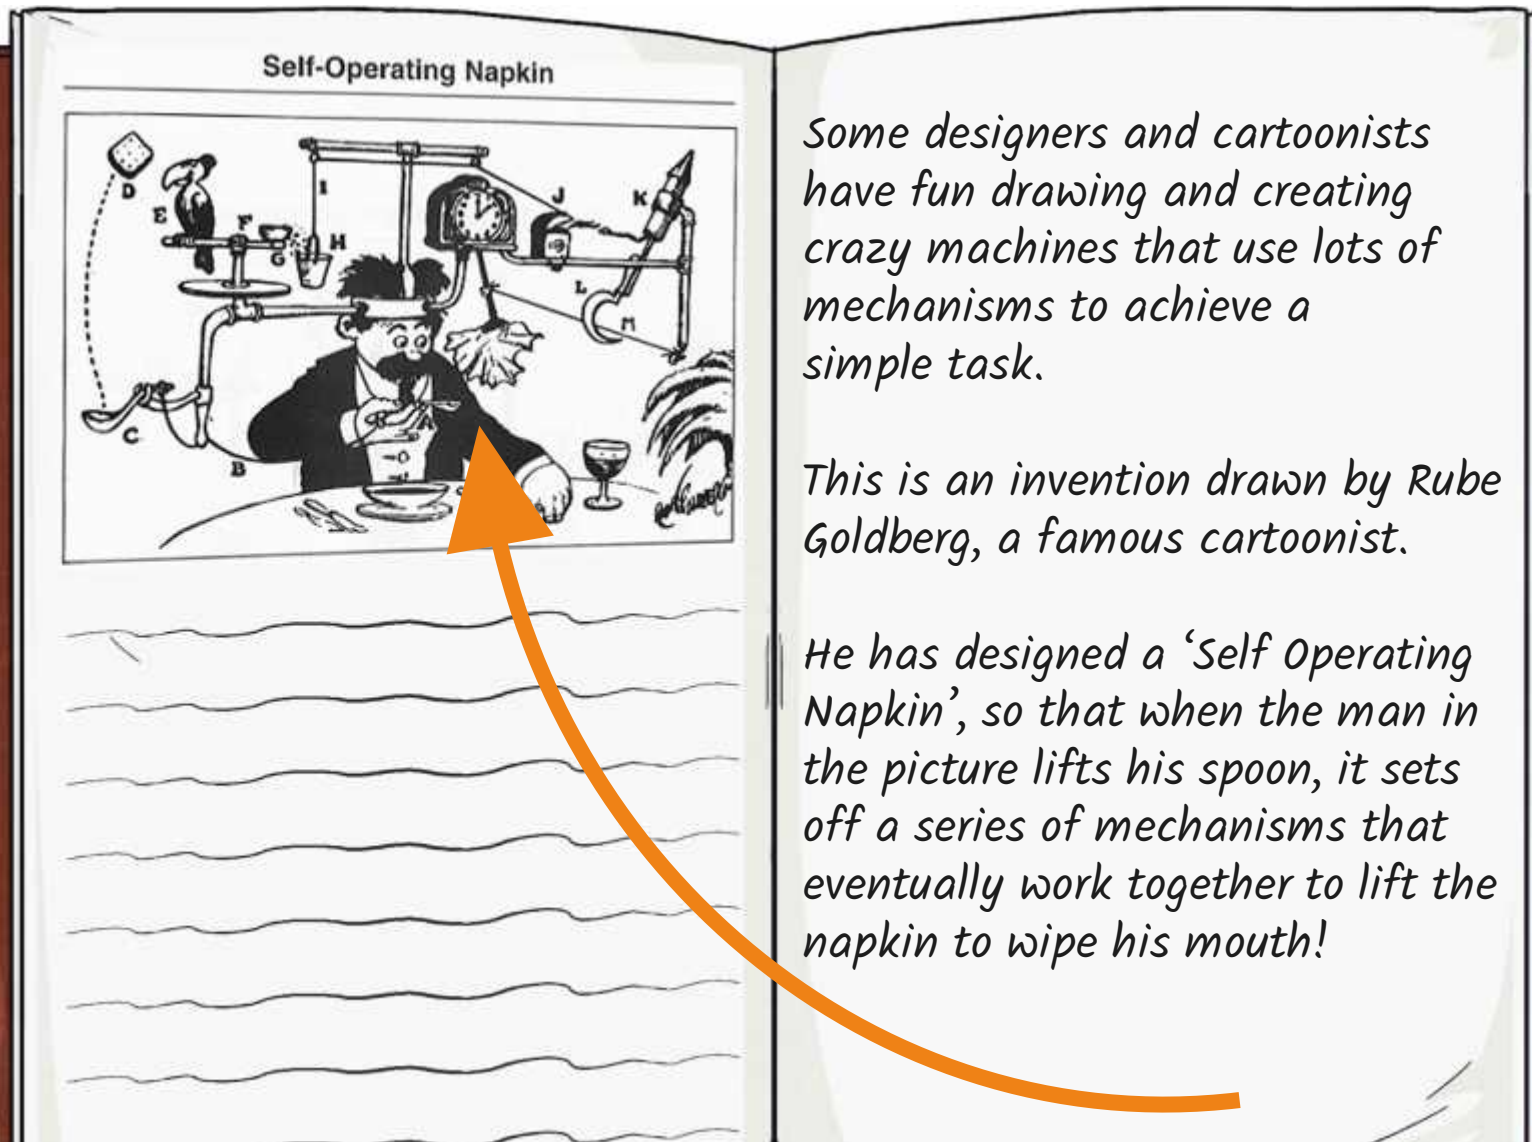 Self-Operating Napkin
D
E
F
G
I
H
J
K
L
M
C
B
A
Some designers and cartoonists
have fun drawing and creating
crazy machines that use lots of
mechanisms to achieve a
simple task.
This is an invention drawn by Rube
Goldberg, a famous cartoonist.
He has designed a ‘Self Operating
Napkin’, so that when the man in
the picture lifts his spoon, it sets
off a series of mechanisms that
eventually work together to lift the
napkin to wipe his mouth!